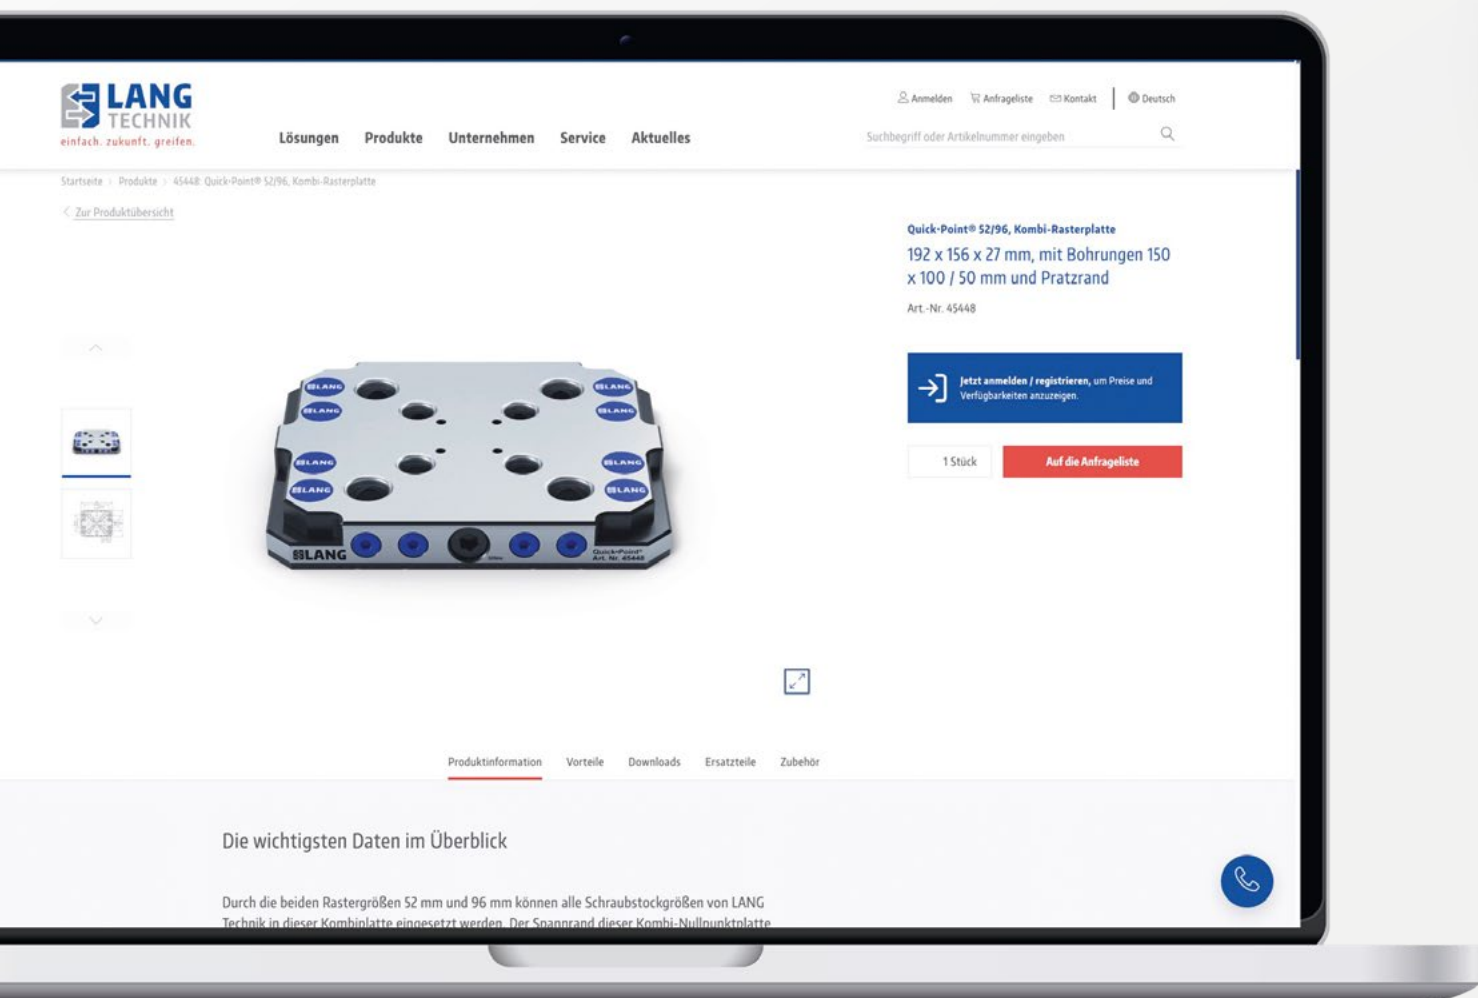 LANG
TECHNIK
einfach. zukunft. greifen.
Anmelden Anfrageliste Kontakt Deutsch
Lösungen Produkte Unternehmen Service Aktuelles
Suchbegriff oder Artikelnummer eingeben
Startseite Produkte 45448: Quick•Point® 52/96, Kombi-Rasterplatte
Zur Produktübersicht
Quick•Point® 52/96, Kombi-Rasterplatte
192 x 156 x 27 mm, mit Bohrungen 150
x 100 / 50 mm und Pratzrand
Art.-Nr. 45448
Jetzt anmelden / registrieren, um Preise und
Verfügbarkeiten anzuzeigen.
1 Stück
Auf die Anfrageliste
LANG LANG
LANG LANG
LANG LANG
LANG LANG
LANG
Quick•Point®
Art. Nr. 45448
Produktinformation Vorteile Downloads Ersatzteile Zubehör
Die wichtigsten Daten im Überblick
Durch die beiden Rastergrößen 52 mm und 96 mm können alle Schraubstockgrößen von LANG
Technik in dieser Kombiplatte eingesetzt werden. Der Spannrand dieser Kombi-Nullpunktplatte